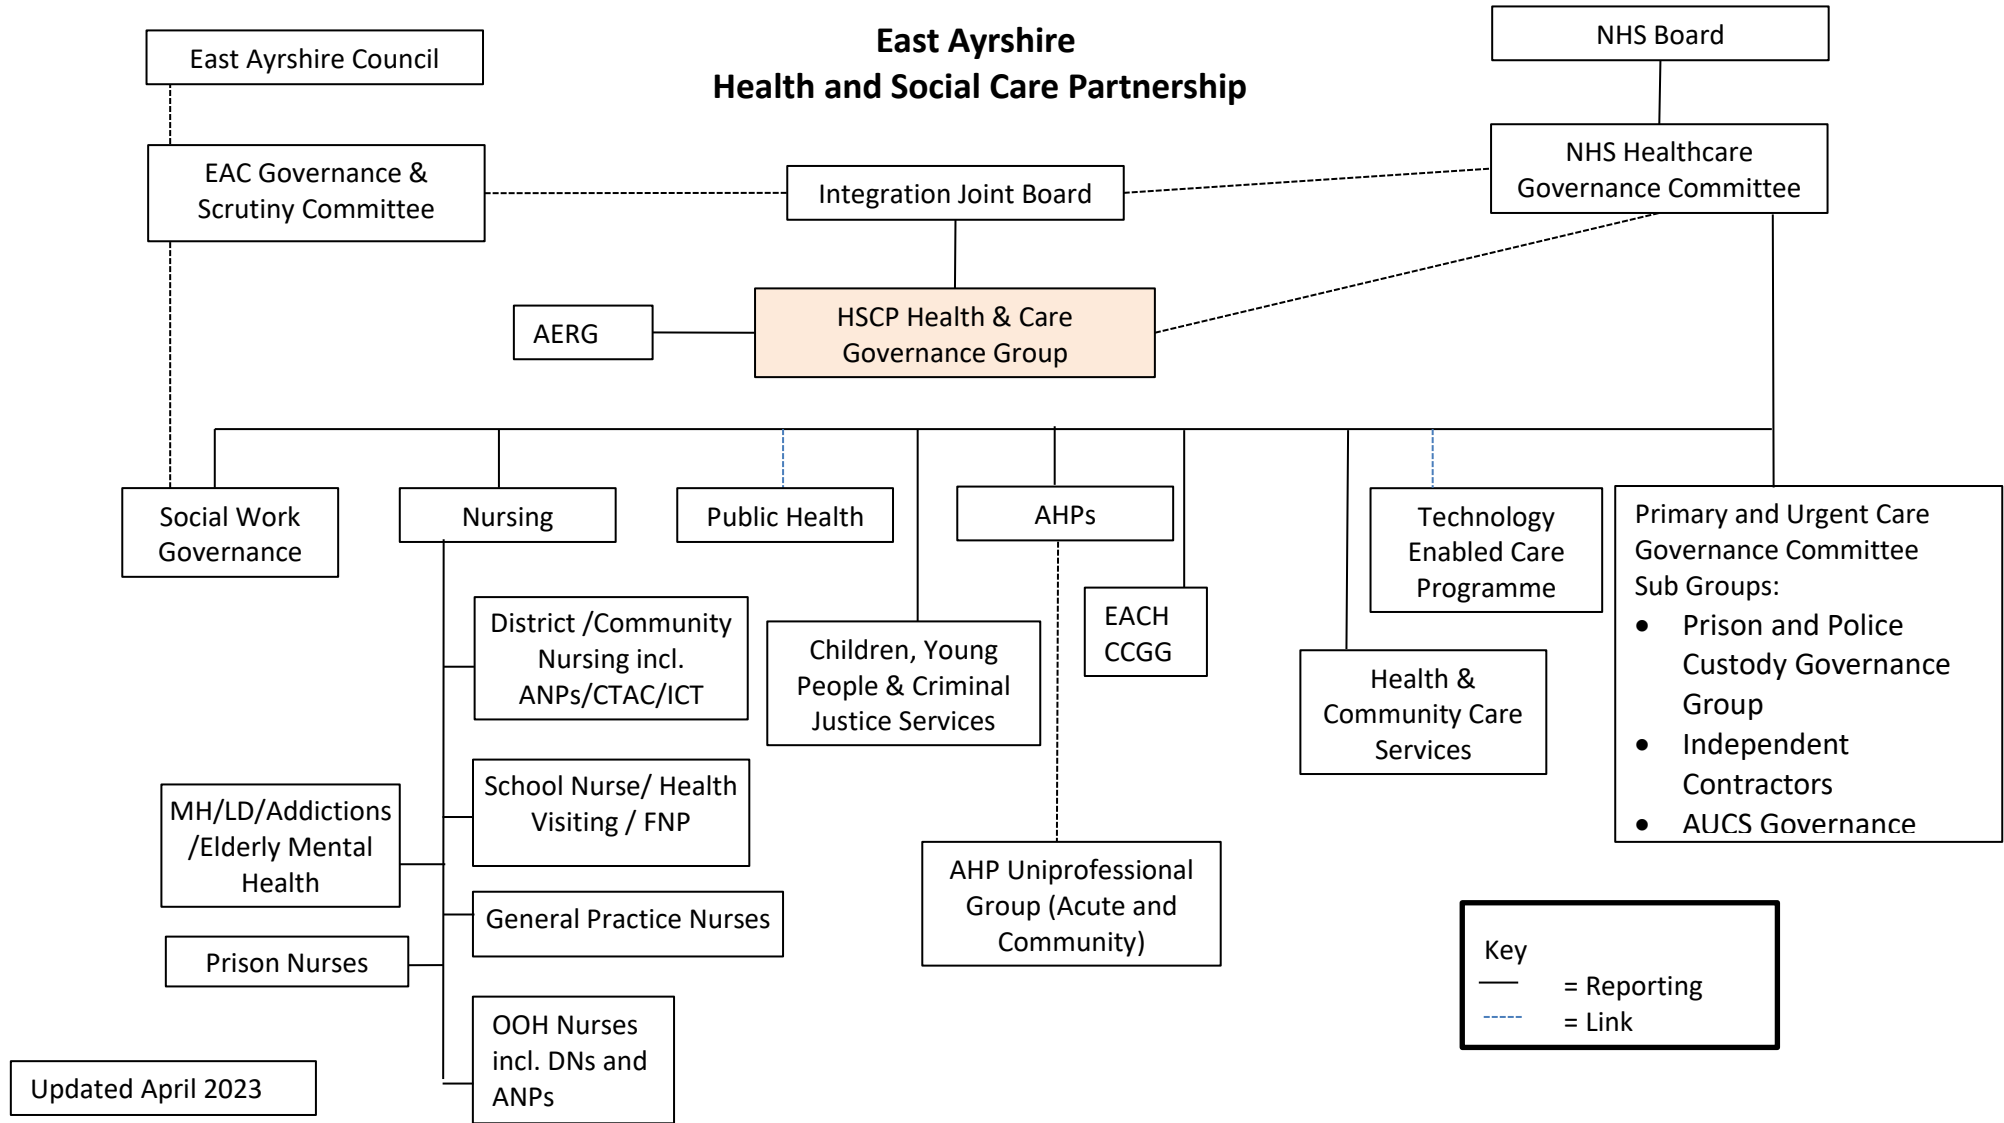 East Ayrshire
Health and Social Care Partnership
East Ayrshire Council
NHS Board
EAC Governance &
Scrutiny Committee
Integration Joint Board
NHS Healthcare
Governance Committee
AERG
HSCP Health & Care
Governance Group
Social Work
Governance
Nursing
Public Health
AHPs
Technology
Enabled Care
Programme
Primary and Urgent Care
Governance Committee
Sub Groups:
• Prison and Police
Custody Governance
Group
• Independent
Contractors
• AUCS Governance
District /Community
Nursing incl.
ANPs/CTAC/ICT
Children, Young
People & Criminal
Justice Services
EACH
CCGG
Health &
Community Care
Services
MH/LD/Addictions
/Elderly Mental
Health
School Nurse/ Health
Visiting / FNP
General Practice Nurses
Prison Nurses
AHP Uniprofessional
Group (Acute and
Community)
OOH Nurses
incl. DNs and
ANPs
Key
= Reporting
= Link
Updated April 2023